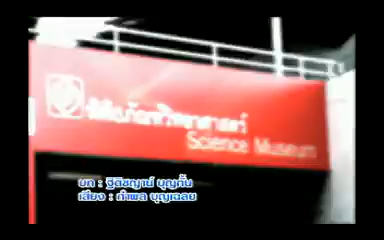 พิพิธภัณฑ์วิทยาศาสตร์
Science Museum
บท : ฐิติชญาน์ บุญกั้น
เสียง : กำพล บุญเฉลย